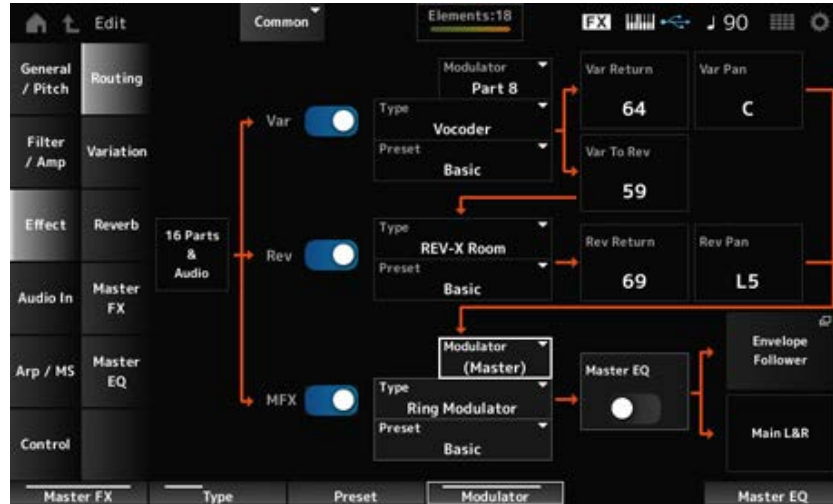 Edit
Common
Elements:18
FX
90
General
/ Pitch
Routing
Modulator
Part 8
Var Return
64
Var Pan
C
Var
Type
Vocoder
Preset
Basic
Filter
/ Amp
Variation
Var To Rev
59
Effect
Reverb
16 Parts
&
Audio
Rev
Type
REV-X Room
Preset
Basic
Rev Return
69
Rev Pan
L5
Audio In
Master
FX
Modulator
(Master)
Master EQ
Envelope
Follower
Arp / MS
Master
EQ
MFX
Type
Ring Modulator
Preset
Basic
Main L&R
Control
Master FX
Type
Preset
Modulator
Master EQ